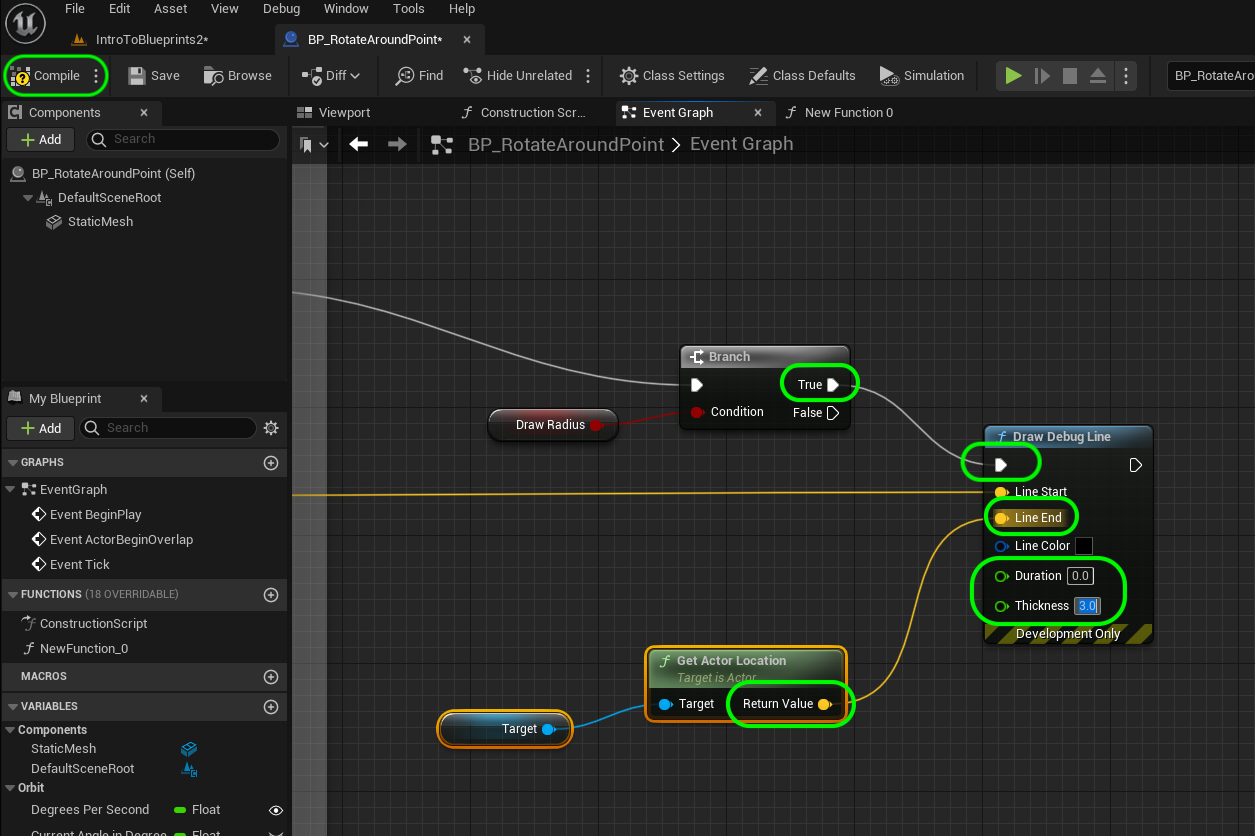 File Edit Asset View Debug Window Tools Help
IntroToBlueprints2*
BP_RotateAroundPoint*
Compile Save Browse Diff Find Hide Unrelated Class Settings Class Defaults Simulation BP_RotateAro
Components
Viewport Construction Scr... Event Graph New Function 0
Add Search
BP_RotateAroundPoint > Event Graph
BP_RotateAroundPoint (Self)
DefaultSceneRoot
StaticMesh
Branch
True
Condition False
Draw Radius
Draw Debug Line
Line Start
Line End
Line Color
Duration 0.0
Thickness 3.0
Development Only
Get Actor Location
Target is Actor
Target Return Value
Target
My Blueprint
Add Search
GRAPHS
EventGraph
Event BeginPlay
Event ActorBeginOverlap
Event Tick
FUNCTIONS (18 OVERRIDABLE)
ConstructionScript
NewFunction_0
MACROS
VARIABLES
Components
StaticMesh
DefaultSceneRoot
Orbit
Degrees Per Second Float
Current Angle in Degree Float